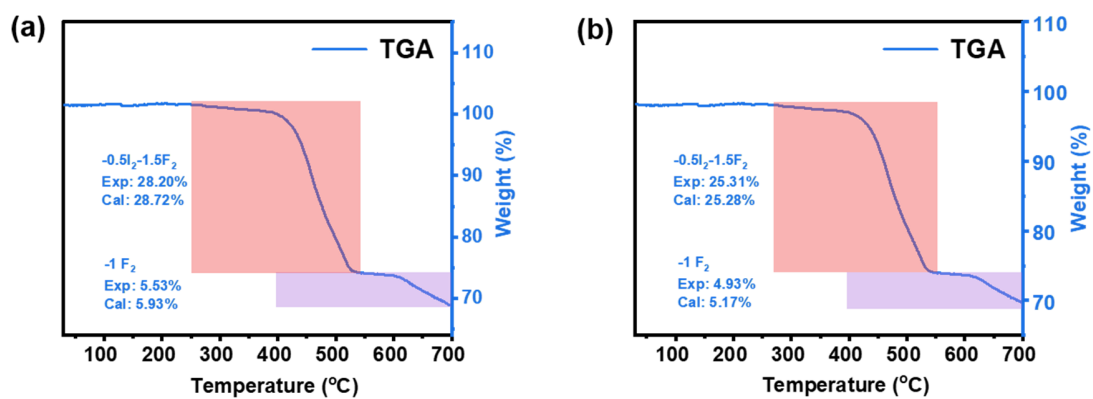 (a)
TGA
110
100
90
80
70
Weight (%)
-0.5I₂-1.5F₂
Exp: 28.20%
Cal: 28.72%
-1 F₂
Exp: 5.53%
Cal: 5.93%
100 200 300 400 500 600 700
Temperature (°C)
(b)
TGA
110
100
90
80
70
Weight (%)
-0.5I₂-1.5F₂
Exp: 25.31%
Cal: 25.28%
-1 F₂
Exp: 4.93%
Cal: 5.17%
100 200 300 400 500 600 700
Temperature (°C)